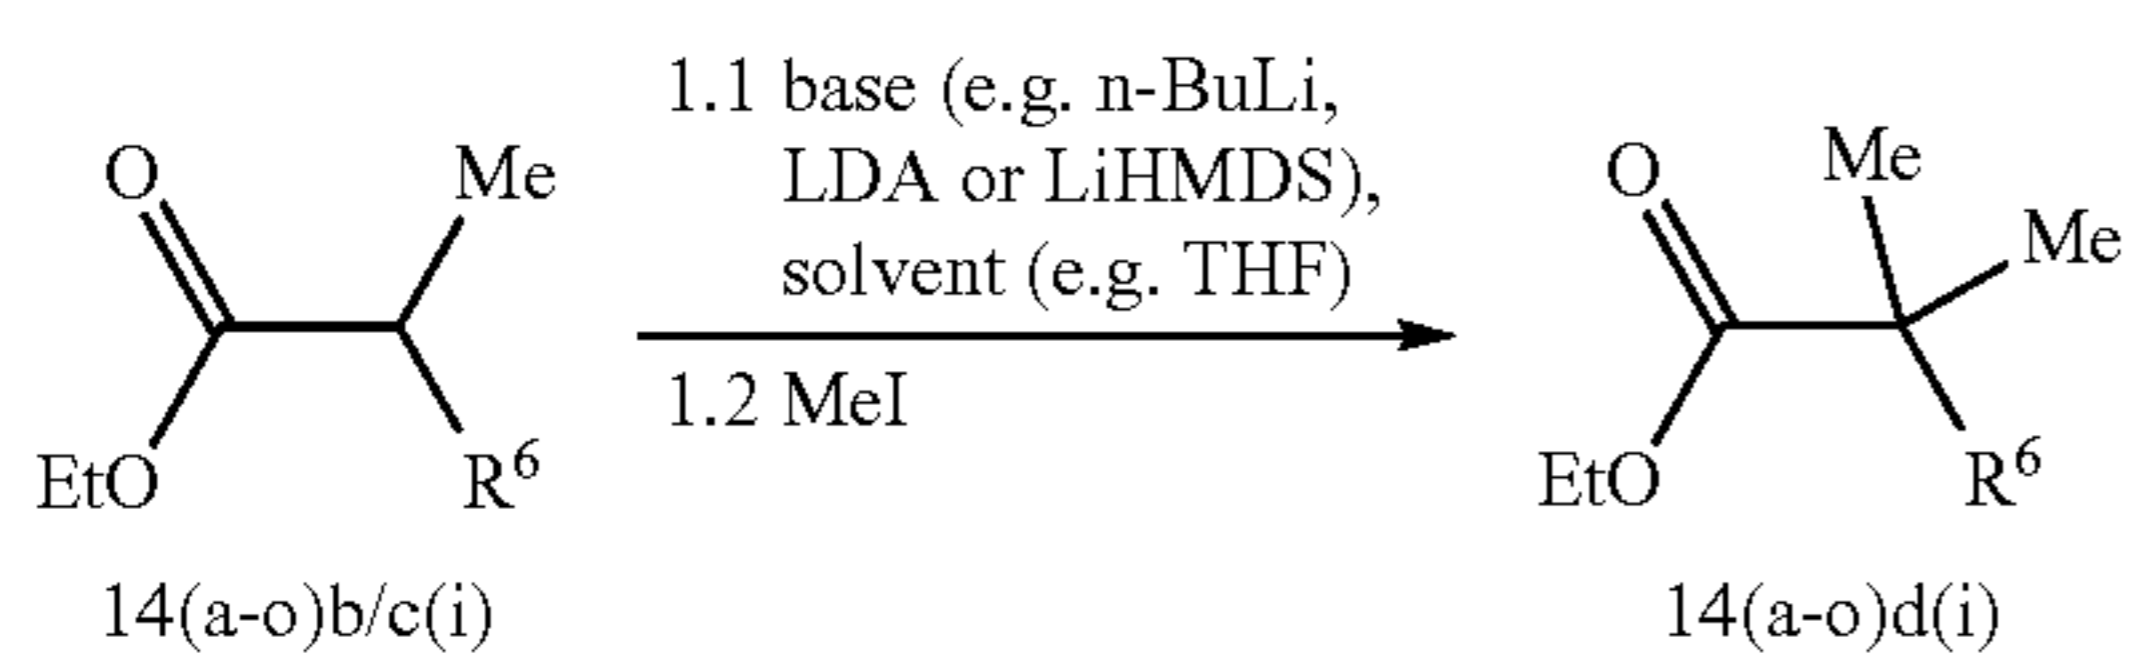 O
Me
EtO
R⁶
14(a-o)b/c(i)
1.1 base (e.g. n-BuLi,
LDA or LiHMDS),
solvent (e.g. THF)
1.2 MeI
O
Me
Me
EtO
R⁶
14(a-o)d(i)